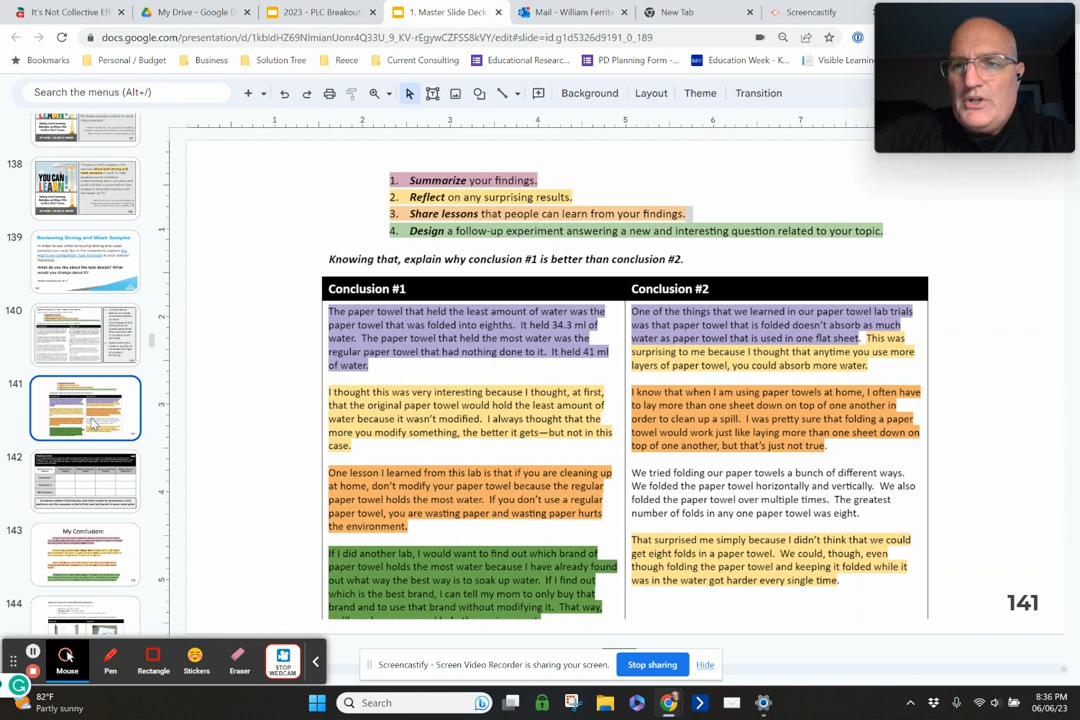 It's Not Collective Ef
My Drive - Google D
2023 - PLC Breakout
1. Master Slide Deck
Mail - William Ferrite
New Tab
Screencastify
docs.google.com/presentation/d/1kbIdHZ69NImianUonr4Q33U_9_KV-rEgywCZFSS8kVY/edit#slide=id.g1d5326d9191_0_189
Bookmarks
Personal / Budget
Business
Solution Tree
Reece
Current Consulting
Educational Resear...
PD Planning Form -...
Education Week - K...
Visible Learning
Search the menus (Alt+/)
Background
Layout
Theme
Transition
1 2 3 4 5 6 7
138
YOU CAN
LEARN!
139
Reviewing Strong and Weak Samples
140
141
142
143
My Conclusion:
144
1. Summarize your findings.
2. Reflect on any surprising results.
3. Share lessons that people can learn from your findings.
4. Design a follow-up experiment answering a new and interesting question related to your topic.
Knowing that, explain why conclusion #1 is better than conclusion #2.
Conclusion #1
The paper towel that held the least amount of water was the
paper towel that was folded into eighths. It held 34.3 ml of
water. The paper towel that held the most water was the
regular paper towel that had nothing done to it. It held 41 ml
of water.
I thought this was very interesting because I thought, at first,
that the original paper towel would hold the least amount of
water because it wasn't modified. I always thought that the
more you modify something, the better it gets—but not in this
case.
One lesson I learned from this lab is that if you are cleaning up
at home, don't modify your paper towel because the regular
paper towel holds the most water. If you don't use a regular
paper towel, you are wasting paper and wasting paper hurts
the environment.
If I did another lab, I would want to find out which brand of
paper towel holds the most water because I have already found
out what way the best way is to soak up water. If I find out
which is the best brand, I can tell my mom to only buy that
brand and to use that brand without modifying it. That way,
Conclusion #2
One of the things that we learned in our paper towel lab trials
was that paper towel that is folded doesn't absorb as much
water as paper towel that is used in one flat sheet. This was
surprising to me because I thought that anytime you use more
layers of paper towel, you could absorb more water.
I know that when I am using paper towels at home, I often have
to lay more than one sheet down on top of one another in
order to clean up a spill. I was pretty sure that folding a paper
towel would work just like laying more than one sheet down on
top of one another, but that's just not true.
We tried folding our paper towels a bunch of different ways.
We folded the paper towel horizontally and vertically. We also
folded the paper towel over multiple times. The greatest
number of folds in any one paper towel was eight.
That surprised me simply because I didn't think that we could
get eight folds in a paper towel. We could, though, even
though folding the paper towel and keeping it folded while it
was in the water got harder every single time.
141
Mouse
Pen
Rectangle
Stickers
Eraser
STOP
WEBCAM
Screencastify - Screen Video Recorder is sharing your screen.
Stop sharing
Hide
82°F
Partly sunny
Search
8:36 PM
06/06/23